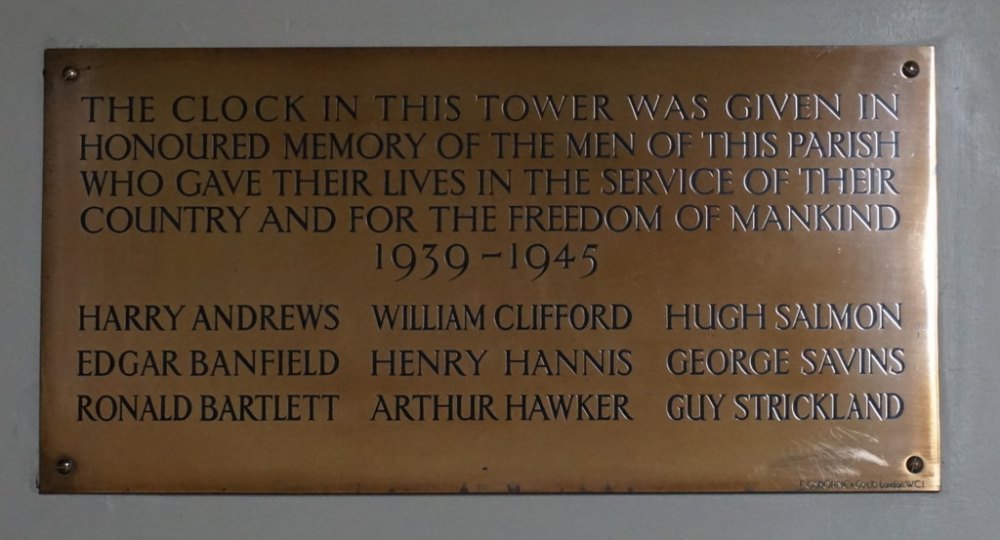 THE CLOCK IN THIS TOWER WAS GIVEN IN
HONOURED MEMORY OF THE MEN OF THIS PARISH
WHO GAVE THEIR LIVES IN THE SERVICE OF THEIR
COUNTRY AND FOR THE FREEDOM OF MANKIND
1939-1945
HARRY ANDREWS WILLIAM CLIFFORD HUGH SALMON
EDGAR BANFIELD HENRY HANNIS GEORGE SAVINS
RONALD BARTLETT ARTHUR HAWKER GUY STRICKLAND
London. W.C.1.